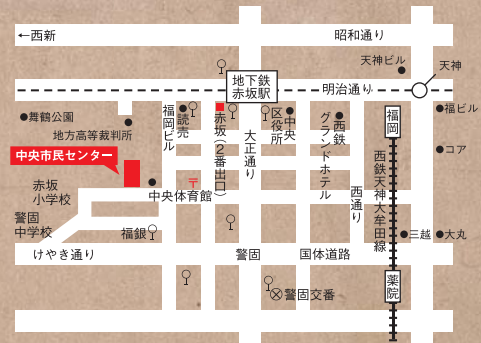 ←西新
昭和通り
天神ビル
天神
地下鉄
赤坂駅
明治通り
舞鶴公園
地方高等裁判所
福岡ビル
読売
赤坂(2番出口)
大正通り
区役所
中央
グランドホテル
西鉄
福岡
福ビル
コア
中央市民センター
赤坂
小学校
中央体育館
西通り
西鉄天神大牟田線
警固
中学校
福銀
三越
大丸
けやき通り
警固
国体道路
薬院
警固交番